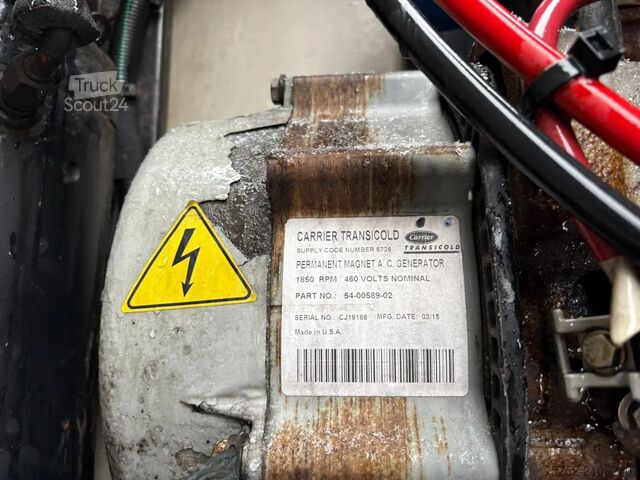 Truck
Scout24
CARRIER TRANSICOLD
Carrier
TRANSICOLD
SUPPLY CODE NUMBER 8728
PERMANENT MAGNET A.C. GENERATOR
1850 RPM 460 VOLTS NOMINAL
PART NO.: 54-00589-02
SERIAL NO.: CJ19168 MFG. DATE: 03/15
Made in U.S.A.